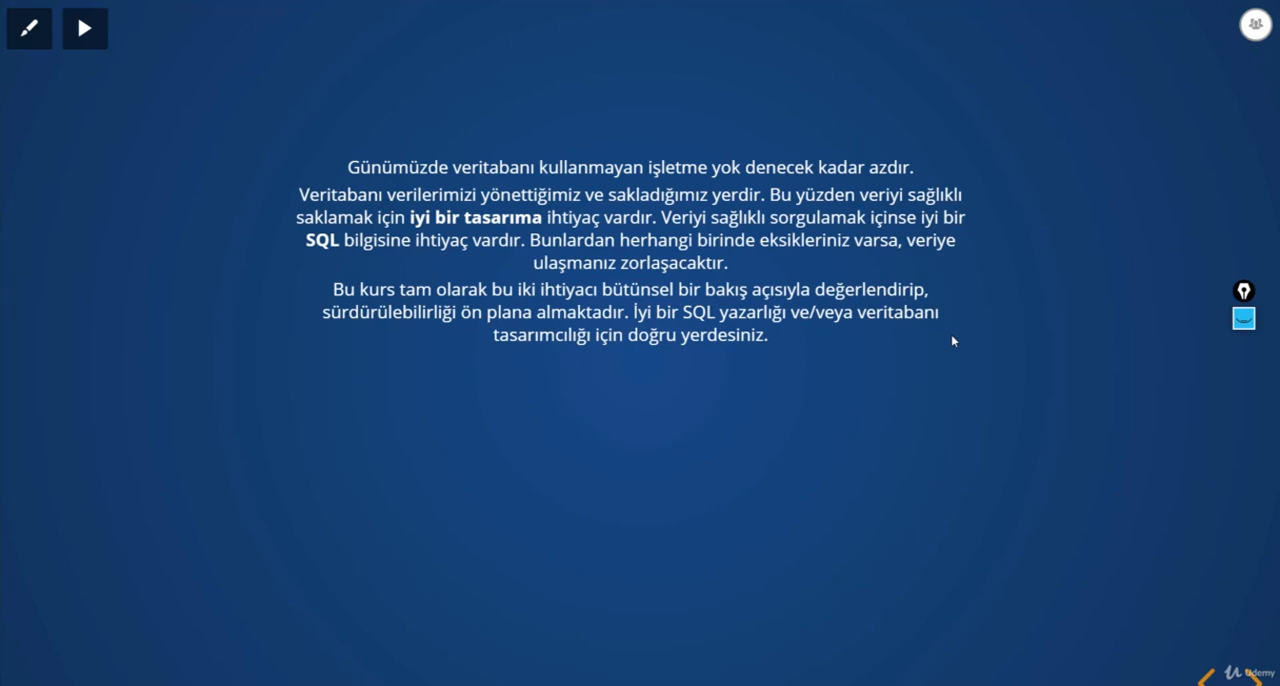 Günümüzde veritabanı kullanmayan işletme yok denecek kadar azdır.
Veritabanı verilerimizi yönettiğimiz ve sakladığımız yerdir. Bu yüzden veriyi sağlıklı
saklamak için iyi bir tasarıma ihtiyaç vardır. Veriyi sağlıklı sorgulamak içinse iyi bir
SQL bilgisine ihtiyaç vardır. Bunlardan herhangi birinde eksikleriniz varsa, veriye
ulaşmanız zorlaşacaktır.
Bu kurs tam olarak bu iki ihtiyacı bütünsel bir bakış açısıyla değerlendirip,
sürdürülebilirliği ön plana almaktadır. İyi bir SQL yazarlığı ve/veya veritabanı
tasarımcılığı için doğru yerdesiniz.
Udemy